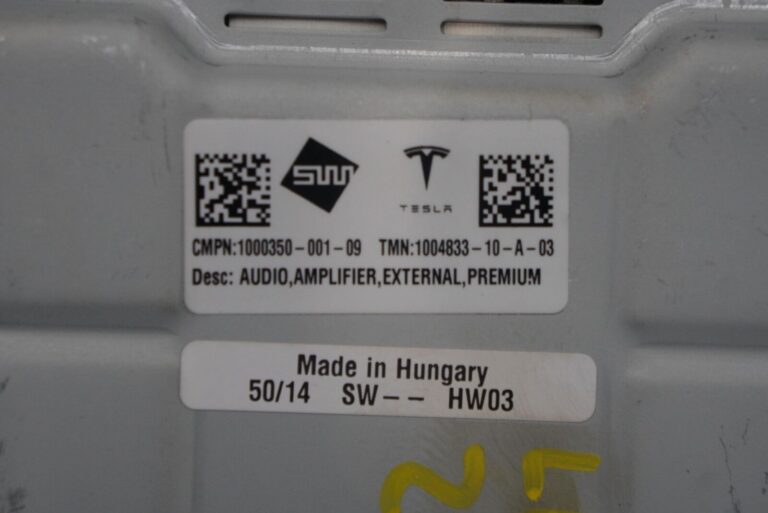 SW
TESLA
CMPN:1000350-001-09 TMN:1004833-10-A-03
Desc: AUDIO,AMPLIFIER,EXTERNAL,PREMIUM
Made in Hungary
50/14 SW-- HW03